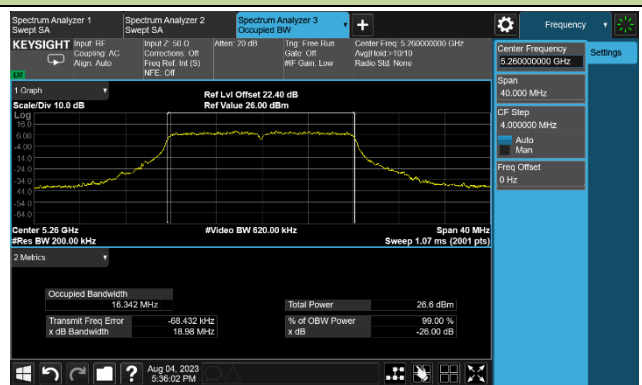 Spectrum Analyzer 1
Swept SA
Spectrum Analyzer 2
Swept SA
Spectrum Analyzer 3
Occupied BW
Frequency
KEYSIGHT
Input: RF
Coupling: AC
Align: Auto
Input Z: 50 Ω
Corrections: Off
Freq Ref: Int (S)
NFE: Off
Atten: 20 dB
Trig: Free Run
Gate: Off
#IF Gain: Low
Center Freq: 5.260000000 GHz
Avg|Hold:>10/10
Radio Std: None
LV
Center Frequency
5.260000000 GHz
Settings
Span
40.000 MHz
CF Step
4.000000 MHz
Auto
Man
Freq Offset
0 Hz
1 Graph
Scale/Div 10.0 dB
Ref Lvl Offset 22.40 dB
Ref Value 26.00 dBm
Log
16.0
6.00
-4.00
-14.0
-24.0
-34.0
-44.0
-54.0
-64.0
Center 5.26 GHz
#Res BW 200.00 kHz
#Video BW 620.00 kHz
Span 40 MHz
Sweep 1.07 ms (2001 pts)
2 Metrics
Occupied Bandwidth
16.342 MHz
Total Power 26.6 dBm
Transmit Freq Error -68.432 kHz
% of OBW Power 99.00 %
x dB Bandwidth 18.98 MHz
x dB -26.00 dB
Aug 04, 2023
5:36:02 PM